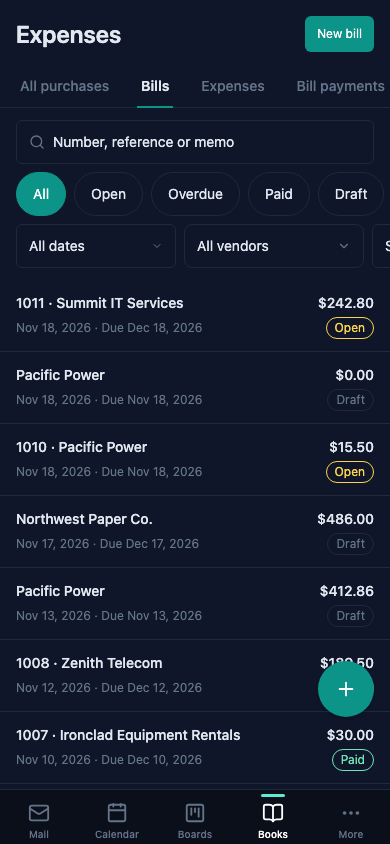 Expenses
New bill
All purchases
Bills
Expenses
Bill payments
Number, reference or memo
All
Open
Overdue
Paid
Draft
All dates
All vendors
1011 · Summit IT Services
$242.80
Nov 18, 2026 · Due Dec 18, 2026
Open
Pacific Power
$0.00
Nov 18, 2026 · Due Nov 18, 2026
Draft
1010 · Pacific Power
$15.50
Nov 18, 2026 · Due Nov 18, 2026
Open
Northwest Paper Co.
$486.00
Nov 17, 2026 · Due Dec 17, 2026
Draft
Pacific Power
$412.86
Nov 13, 2026 · Due Nov 13, 2026
Draft
1008 · Zenith Telecom
Nov 12, 2026 · Due Dec 12, 2026
1007 · Ironclad Equipment Rentals
$30.00
Nov 10, 2026 · Due Dec 10, 2026
Paid
Mail
Calendar
Boards
Books
More